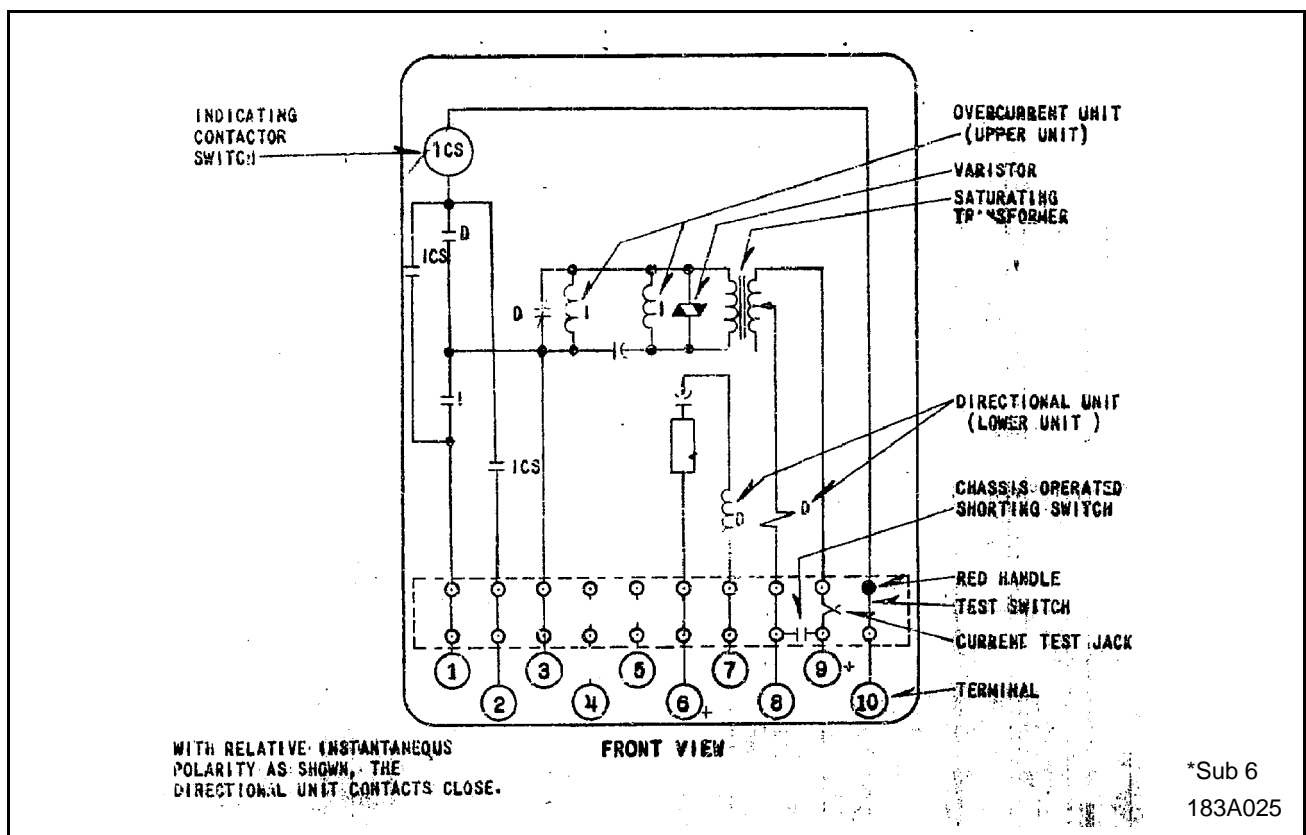 INDICATING
CONTACTOR
SWITCH
1CS
OVERCURRENT UNIT
(UPPER UNIT)
VARISTOR
SATURATING
D
ICS
D
I
I
I
ICS
DIRECTIONAL UNIT
(LOWER UNIT )
D
D
CHASSIS OPERATED
SHORTING SWITCH
RED HANDLE
TEST SWITCH
CURRENT TEST JACK
TERMINAL
1
2
3
4
5
6
+
7
8
9
+
10
WITH RELATIVE INSTANTANEOUS
POLARITY AS SHOWN, THE
DIRECTIONAL UNIT CONTACTS CLOSE.
FRONT VIEW
*Sub 6
183A025